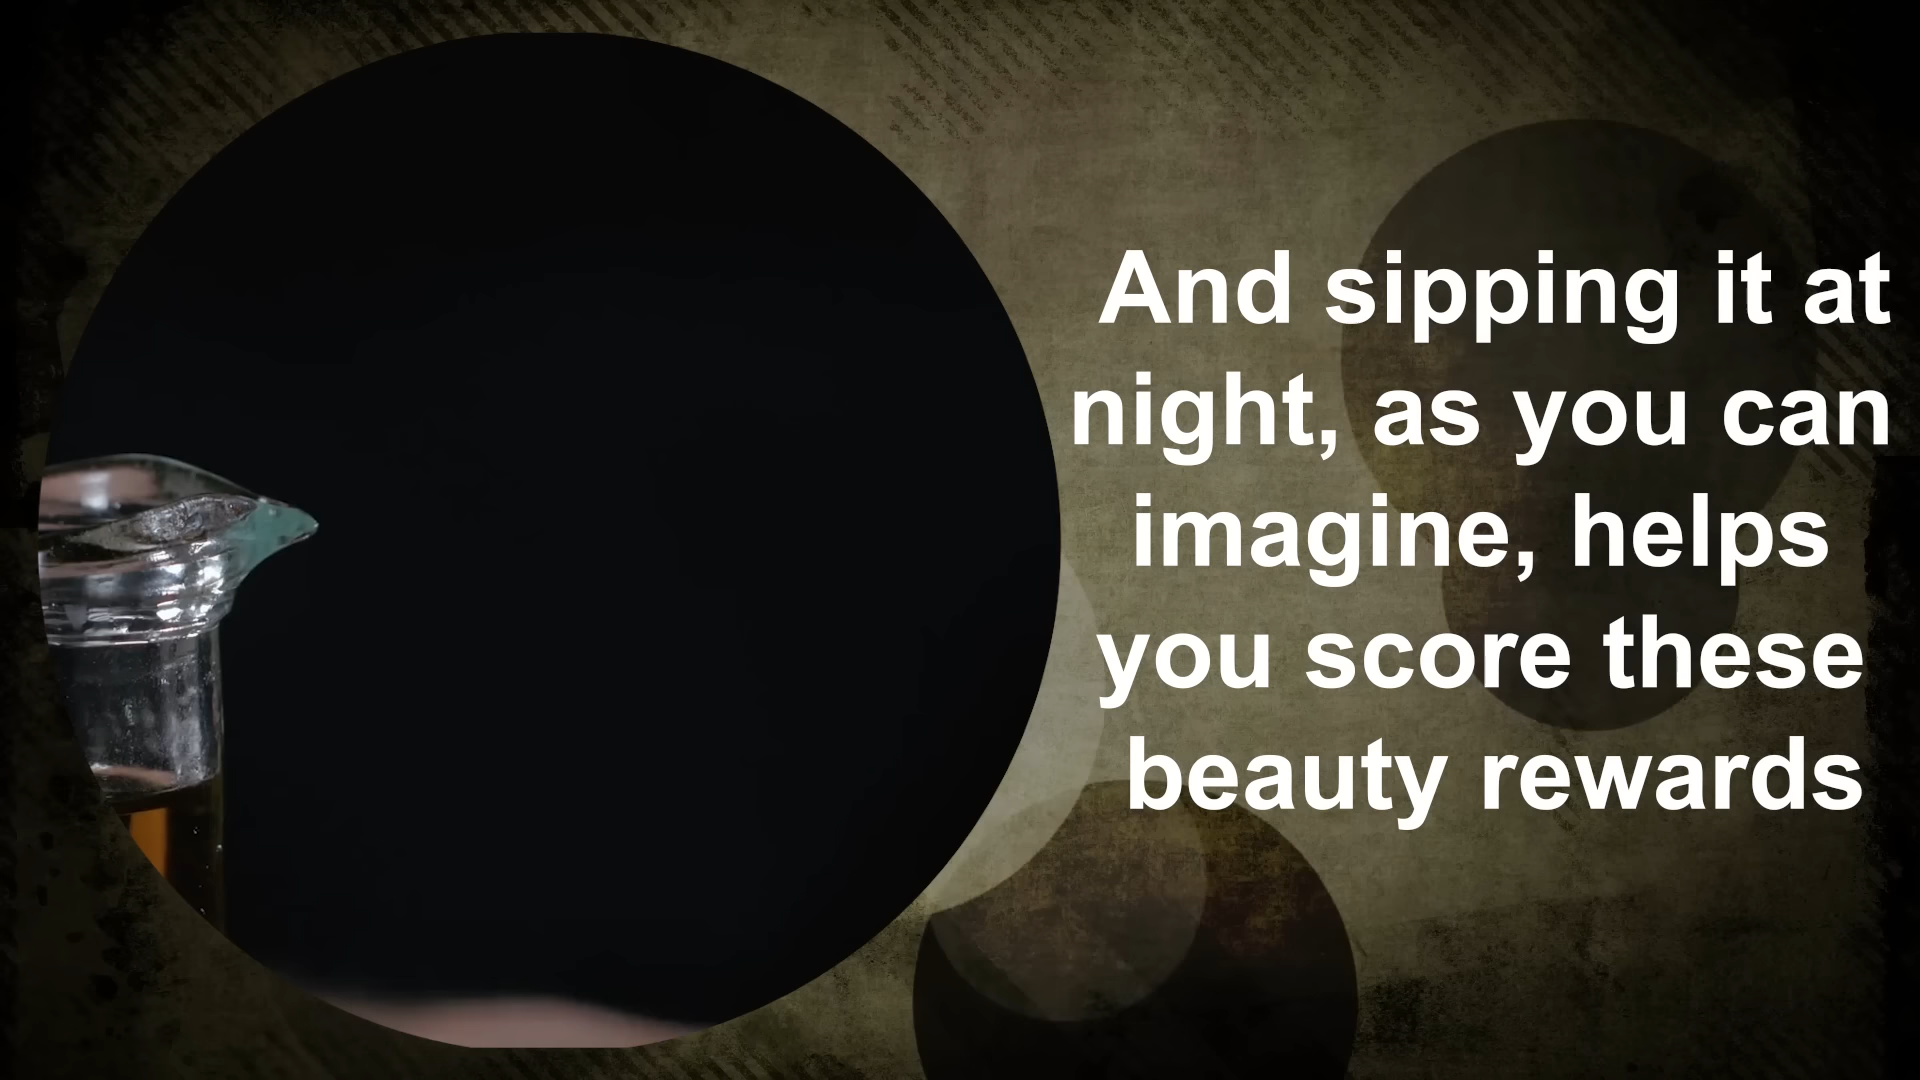 And sipping it at
night, as you can
imagine, helps
you score these
beauty rewards